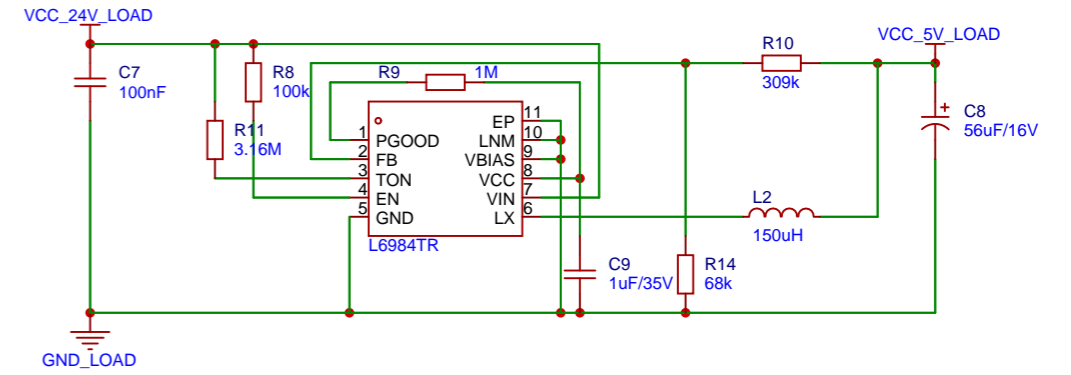 VCC_24V_LOAD
VCC_5V_LOAD
C7
100nF
R8
100k
R9
1M
R10
309k
R11
3.16M
C8
56uF/16V
1 PGOOD
2 FB
3 TON
4 EN
5 GND
EP 11
LNM 10
VBIAS 9
VCC 8
VIN 7
LX 6
L6984TR
L2
150uH
C9
1uF/35V
R14
68k
GND_LOAD